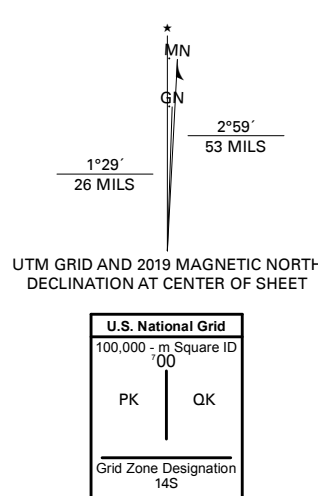 ★
MN
GN
2°59´
53 MILS
1°29´
26 MILS
UTM GRID AND 2019 MAGNETIC NORTH
DECLINATION AT CENTER OF SHEET
U.S. National Grid
100,000 - m Square ID
⁷00
PK QK
Grid Zone Designation
14S